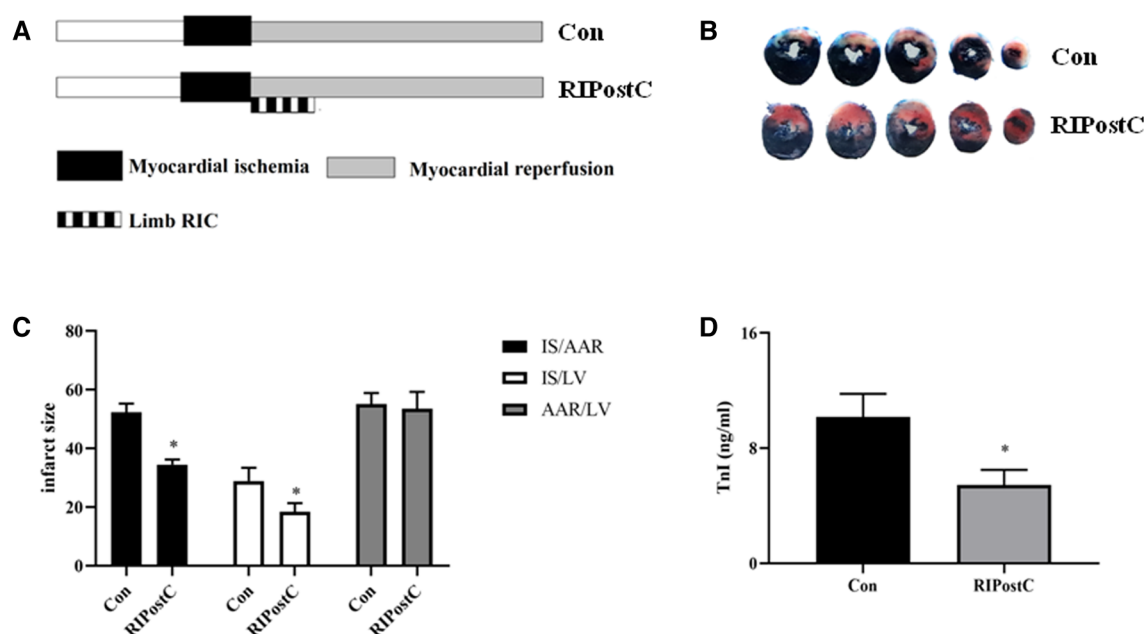 A
Con
RIPostC
Myocardial ischemia
Myocardial reperfusion
Limb RIC
B
Con
RIPostC
C
80
60
40
20
0
infarct size
*
*
Con
RIPostC
Con
RIPostC
Con
RIPostC
IS/AAR
IS/LV
AAR/LV
D
16
8
0
TnI (ng/ml)
*
Con
RIPostC